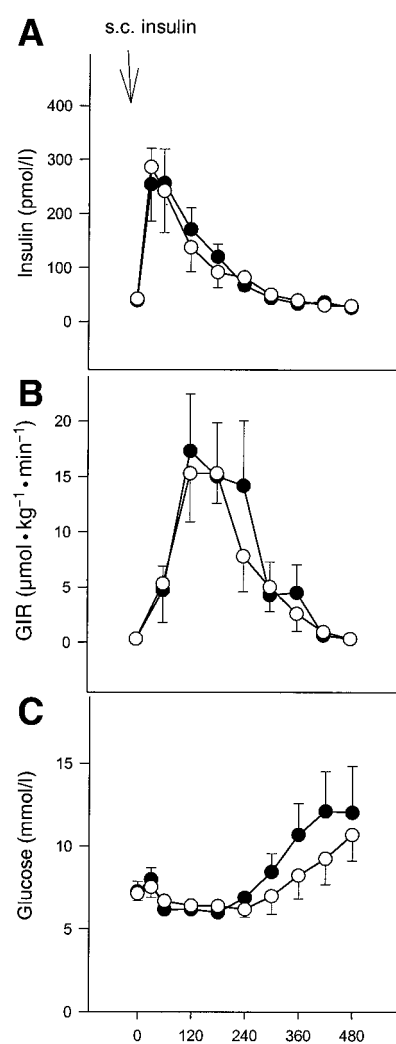 A
s.c. insulin
400
300
200
100
0
Insulin (pmol/l)
B
20
15
10
5
0
GIR (μmol • kg⁻¹ • min⁻¹)
C
15
10
5
0
Glucose (mmol/l)
0 120 240 360 480